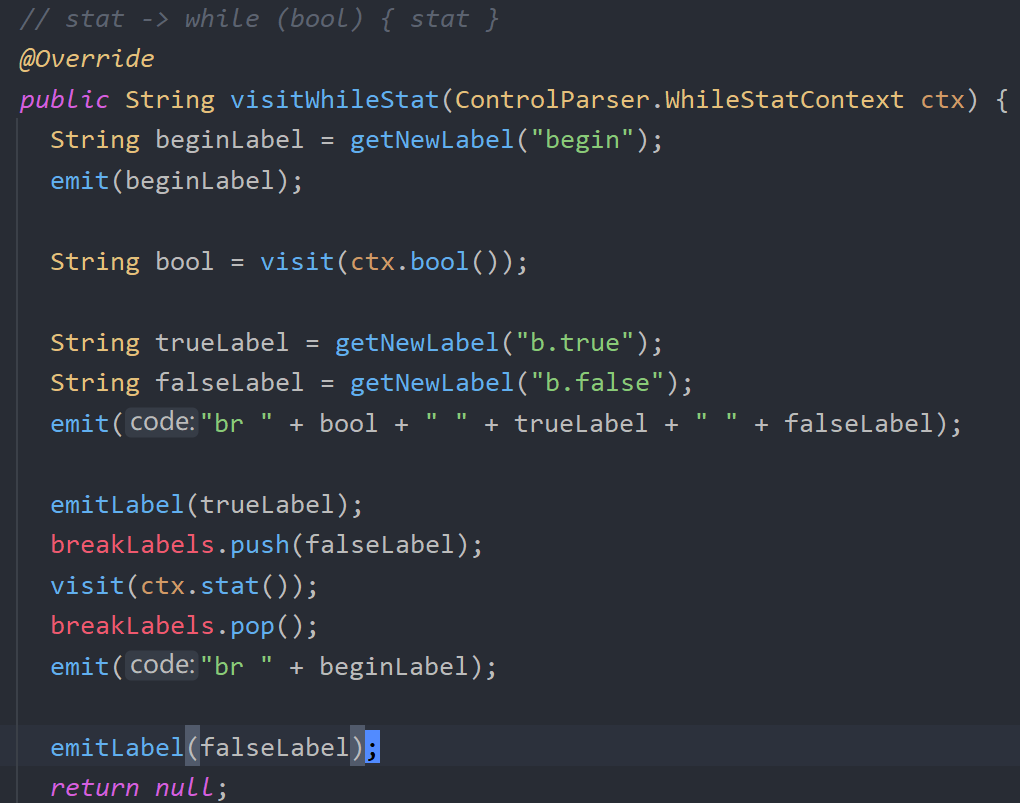 // stat -> while (bool) { stat }
@Override
public String visitWhileStat(ControlParser.WhileStatContext ctx) {
String beginLabel = getNewLabel("begin");
emit(beginLabel);
String bool = visit(ctx.bool());
String trueLabel = getNewLabel("b.true");
String falseLabel = getNewLabel("b.false");
emit( code: "br " + bool + " " + trueLabel + " " + falseLabel);
emitLabel(trueLabel);
breakLabels.push(falseLabel);
visit(ctx.stat());
breakLabels.pop();
emit( code: "br " + beginLabel);
emitLabel(falseLabel);
return null;